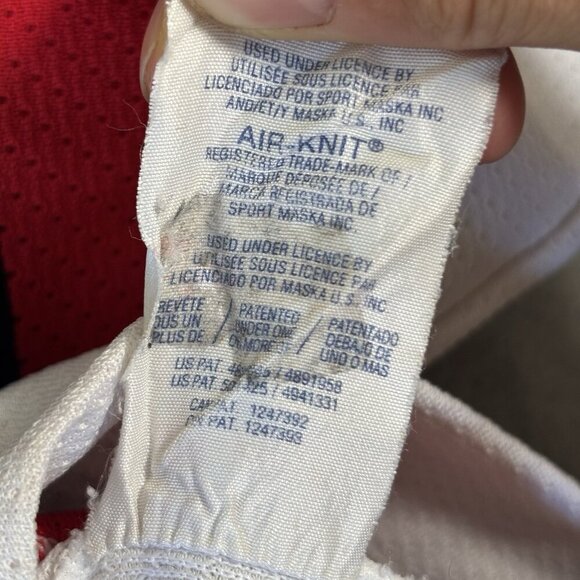 USED UNDER LICENCE BY
UTILISÉE SOUS LICENCE PAR
LICENCIADO POR SPORT MASKA INC
AND/ET/Y MASKA U.S., INC
AIR-KNIT®
REGISTERED TRADE-MARK OF /
MARQUE DÉPOSÉE DE /
MARCA REGISTRADA DE
SPORT MASKA INC.
USED UNDER LICENCE BY
UTILISÉE SOUS LICENCE PAR
LICENCIADO POR MASKA U.S., INC
REVÉTÉ / PATENTED / PATENTADO
OUS UN UNDER ONE DEBAJO DE
PLUS DE OR MORE OF UNO O MAS
US PAT / 4891958
US PAT / 4941331
CAN PAT. 1247392
CAN PAT. 1247393